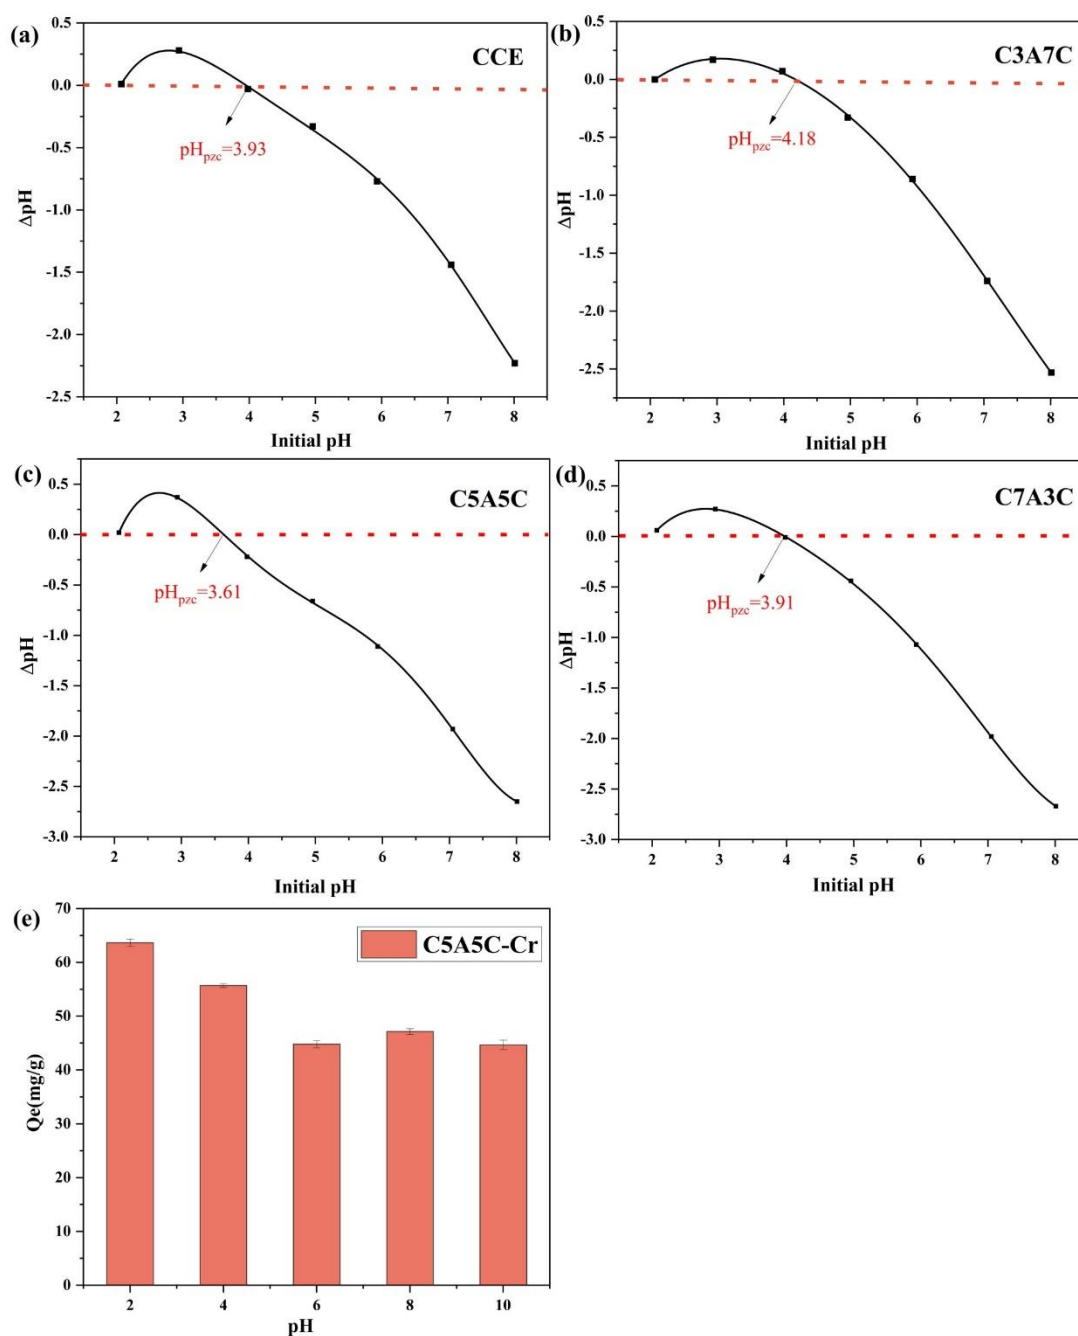 (a)
CCE
0.5
0.0
-0.5
-1.0
-1.5
-2.0
-2.5
ΔpH
pHpzc=3.93
2 3 4 5 6 7 8
Initial pH
(b)
C3A7C
0.5
0.0
-0.5
-1.0
-1.5
-2.0
-2.5
ΔpH
pHpzc=4.18
2 3 4 5 6 7 8
Initial pH
(c)
C5A5C
0.5
0.0
-0.5
-1.0
-1.5
-2.0
-2.5
-3.0
ΔpH
pHpzc=3.61
2 3 4 5 6 7 8
Initial pH
(d)
C7A3C
0.5
0.0
-0.5
-1.0
-1.5
-2.0
-2.5
-3.0
ΔpH
pHpzc=3.91
2 3 4 5 6 7 8
Initial pH
(e)
C5A5C-Cr
70
60
50
40
30
20
10
0
Qe(mg/g)
2 4 6 8 10
pH